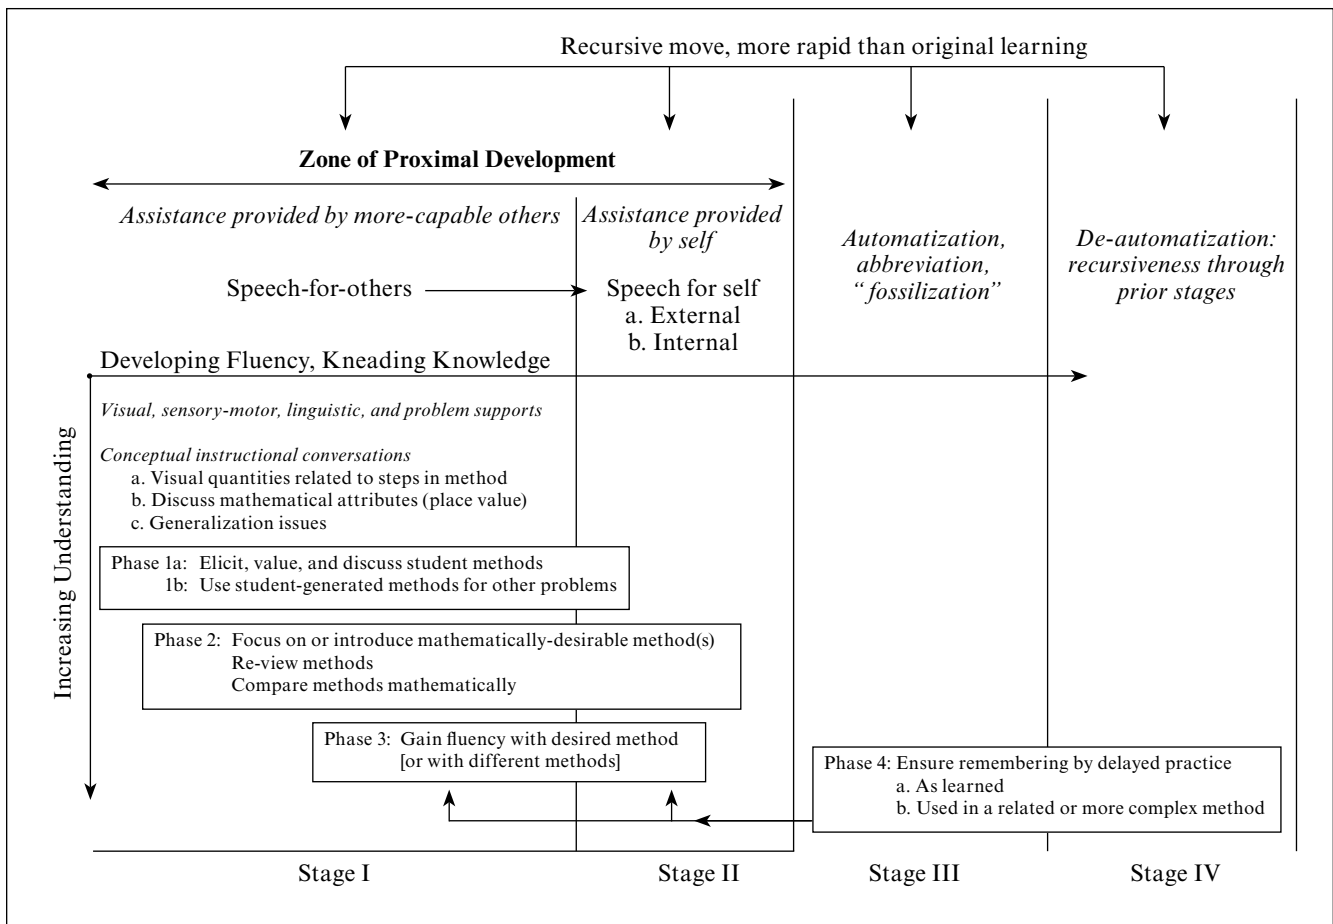 Recursive move, more rapid than original learning
Zone of Proximal Development
Assistance provided by more-capable others
Assistance provided
by self
Automatization,
abbreviation,
“fossilization”
De-automatization:
recursiveness through
prior stages
Speech-for-others
Speech for self
a. External
b. Internal
Developing Fluency, Kneading Knowledge
Increasing Understanding
Visual, sensory-motor, linguistic, and problem supports
Conceptual instructional conversations
a. Visual quantities related to steps in method
b. Discuss mathematical attributes (place value)
c. Generalization issues
Phase 1a: Elicit, value, and discuss student methods
1b: Use student-generated methods for other problems
Phase 2: Focus on or introduce mathematically-desirable method(s)
Re-view methods
Compare methods mathematically
Phase 3: Gain fluency with desired method
[or with different methods]
Phase 4: Ensure remembering by delayed practice
a. As learned
b. Used in a related or more complex method
Stage I
Stage II
Stage III
Stage IV